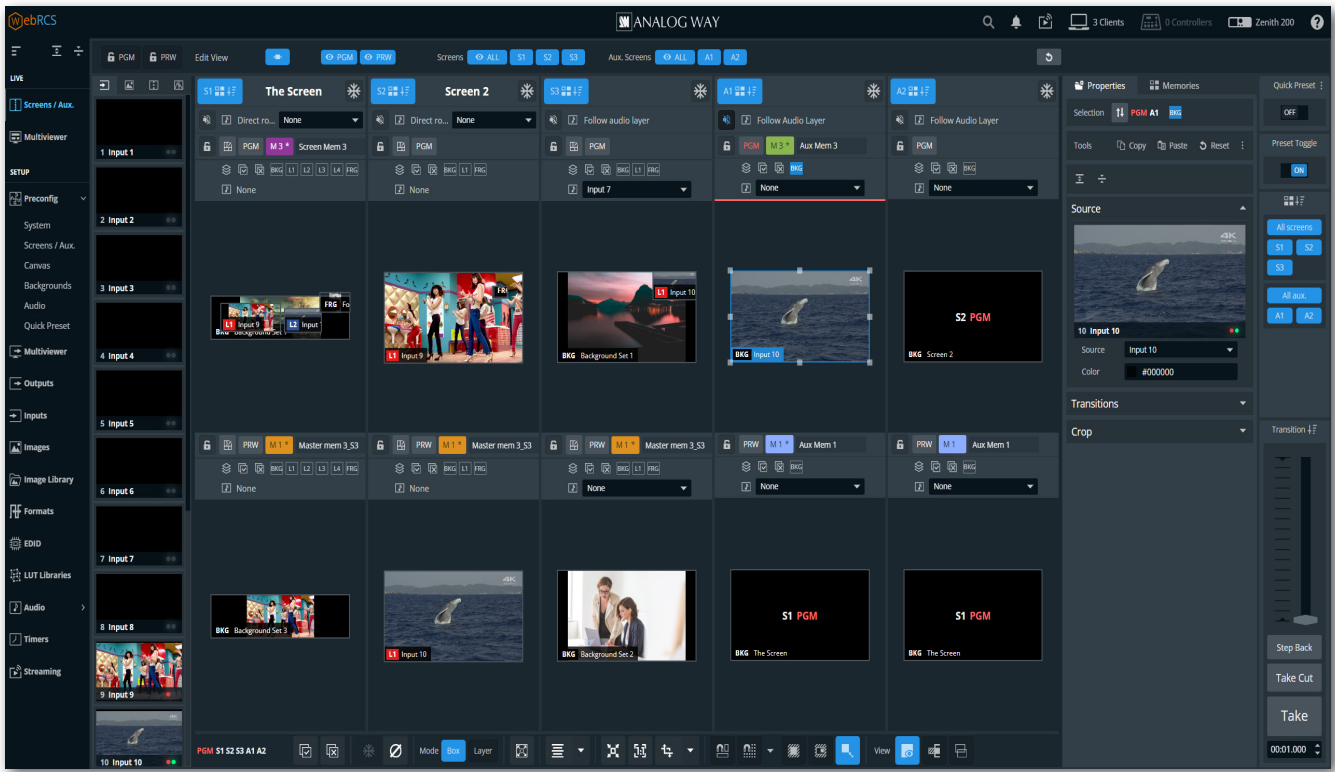 WebRCS
ANALOG WAY
3 Clients
0 Controllers
Zenith 200
PGM
PRW
Edit View
PGM
PRW
Screens
ALL
S1
S2
S3
Aux. Screens
ALL
A1
A2
LIVE
Screens / Aux.
Multiviewer
SETUP
Preconfig
System
Screens / Aux.
Canvas
Backgrounds
Audio
Quick Preset
Multiviewer
Outputs
Inputs
Images
Image Library
Formats
EDID
LUT Libraries
Audio
Timers
Streaming
1 Input 1
2 Input 2
3 Input 3
4 Input 4
5 Input 5
6 Input 6
7 Input 7
8 Input 8
9 Input 9
4K
10 Input 10
S1
The Screen
Direct ro...
None
PGM
M 3 *
Screen Mem 3
BKG L1 L2 L3 L4 FRG
None
L1 Input 9
L2 Input
FRG Fo
BKG Background Set 1
S2
Screen 2
Direct ro...
None
PGM
BKG L1 FRG
None
FR
L1 Input 9
S3
Follow Audio Layer
PGM
BKG L1 FRG
Input 7
L1 Input 10
BKG Background Set 1
A1
Follow Audio Layer
PGM
M 3 *
Aux Mem 3
BKG
None
4K
BKG Input 10
A2
Follow Audio Layer
PGM
BKG
None
S2 PGM
BKG Screen 2
PRW
M 1 *
Master mem 3_S3
BKG L1 L2 L3 L4 FRG
None
BKG Background Set 3
PRW
M 1 *
Master mem 3_S3
BKG L1 FRG
None
4K
L1 Input 10
PRW
M 1 *
Master mem 3_S3
BKG L1 FRG
None
BKG Background Set 2
PRW
M 1 *
Aux Mem 1
BKG
None
S1 PGM
BKG The Screen
PRW
M 1
Aux Mem 1
BKG
None
S1 PGM
BKG The Screen
PGM S1 S2 S3 A1 A2
Mode
Box
Layer
View
Properties
Memories
Selection
PGM A1
BKG
Tools
Copy
Paste
Reset
Source
4K
10 Input 10
Source
Input 10
Color
#000000
Transitions
Crop
Quick Preset
OFF
Preset Toggle
ON
All screens
S1
S2
S3
All aux.
A1
A2
Transition
Step Back
Take Cut
Take
00:01.000